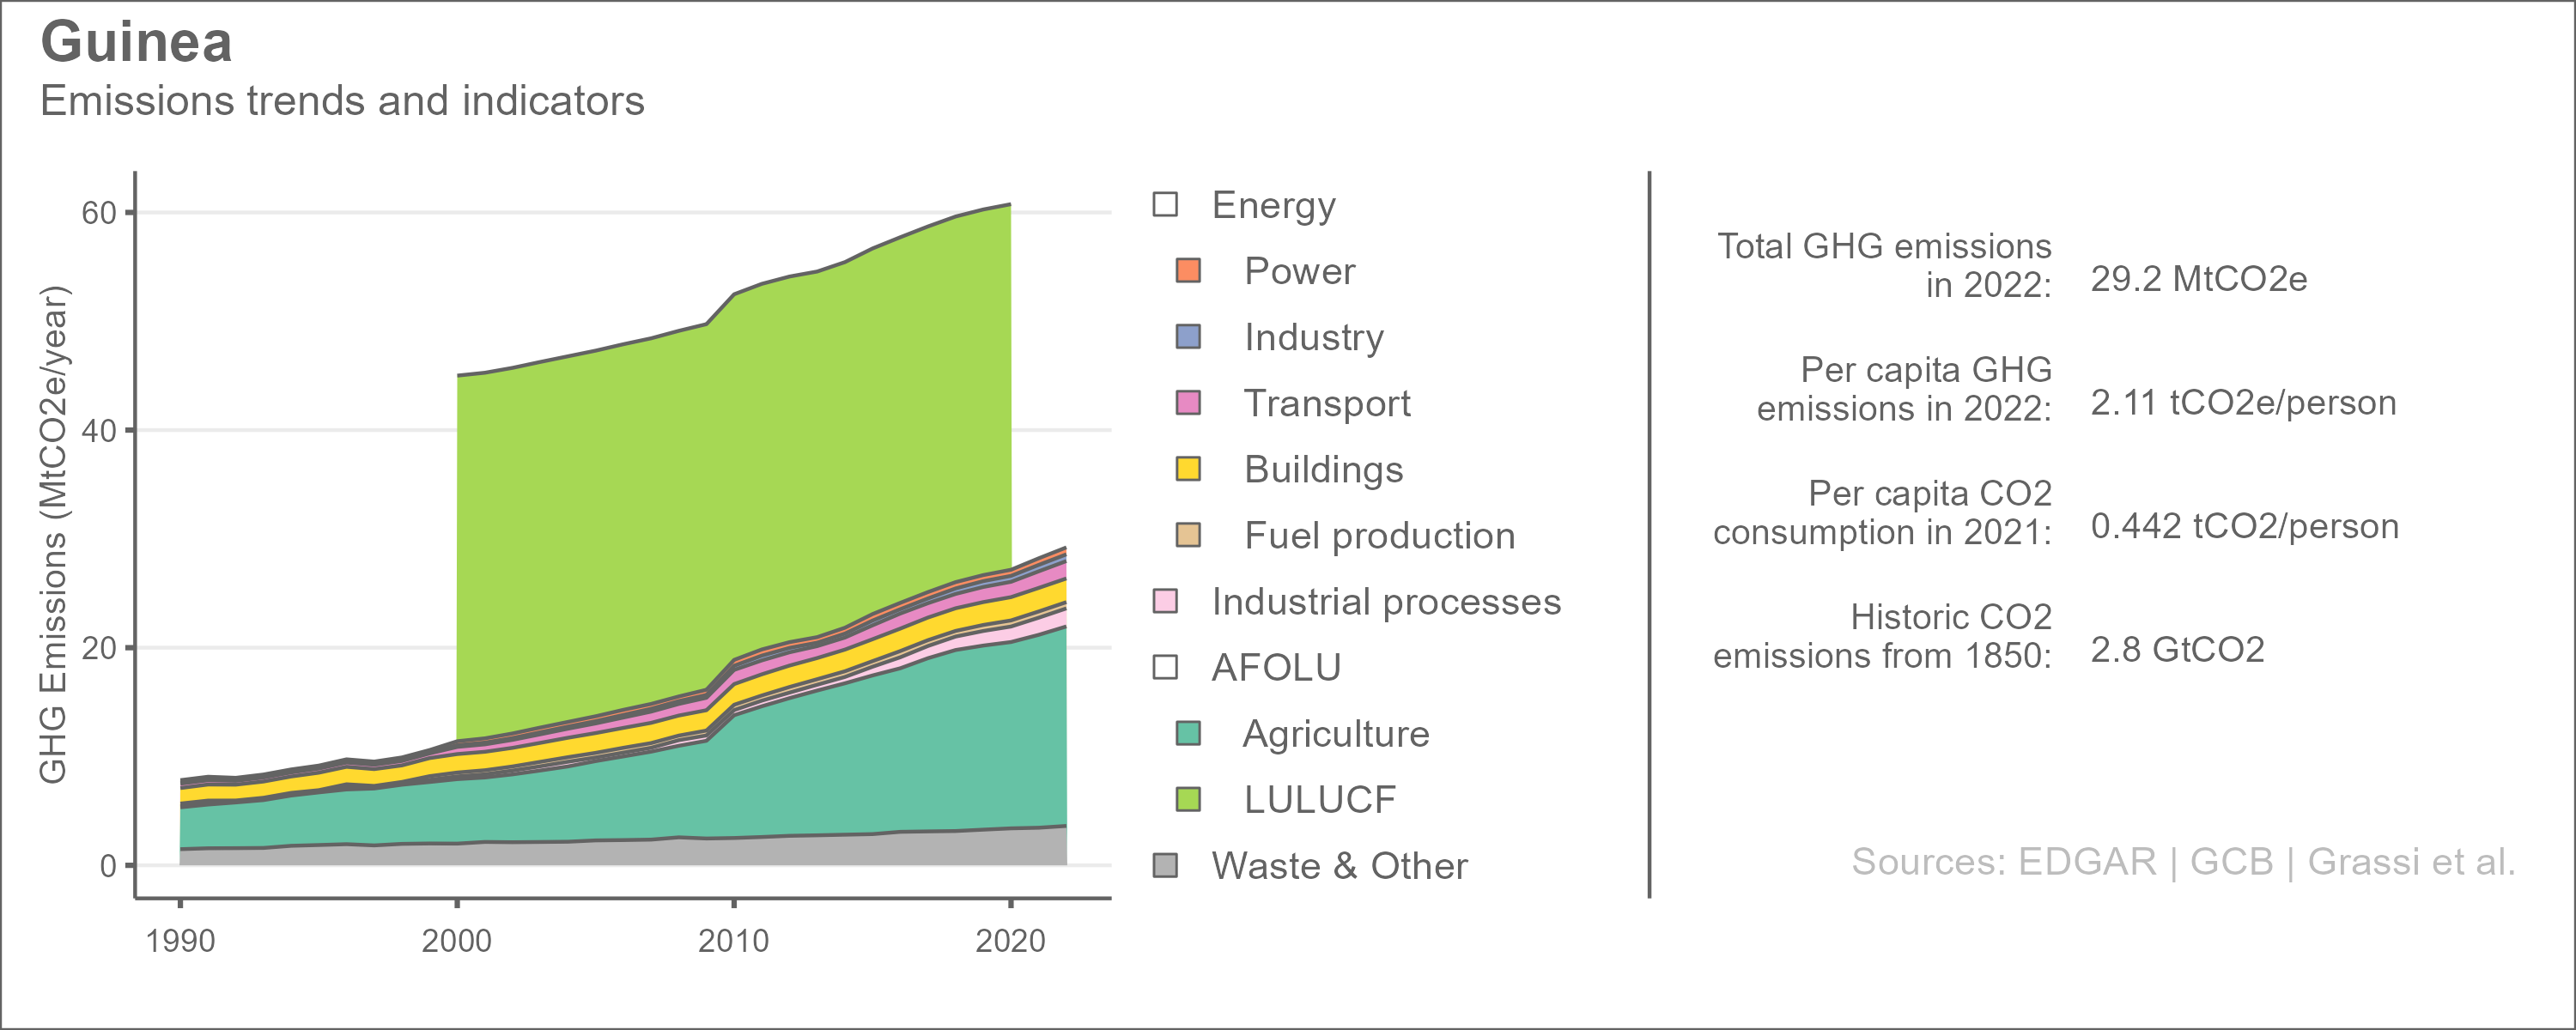 Guinea
Emissions trends and indicators
GHG Emissions (MtCO2e/year)
60
40
20
0
1990
2000
2010
2020
Energy
Power
Industry
Transport
Buildings
Fuel production
Industrial processes
AFOLU
Agriculture
LULUCF
Waste & Other
Total GHG emissions
in 2022:
29.2 MtCO2e
Per capita GHG
emissions in 2022:
2.11 tCO2e/person
Per capita CO2
consumption in 2021:
0.442 tCO2/person
Historic CO2
emissions from 1850:
2.8 GtCO2
Sources: EDGAR | GCB | Grassi et al.